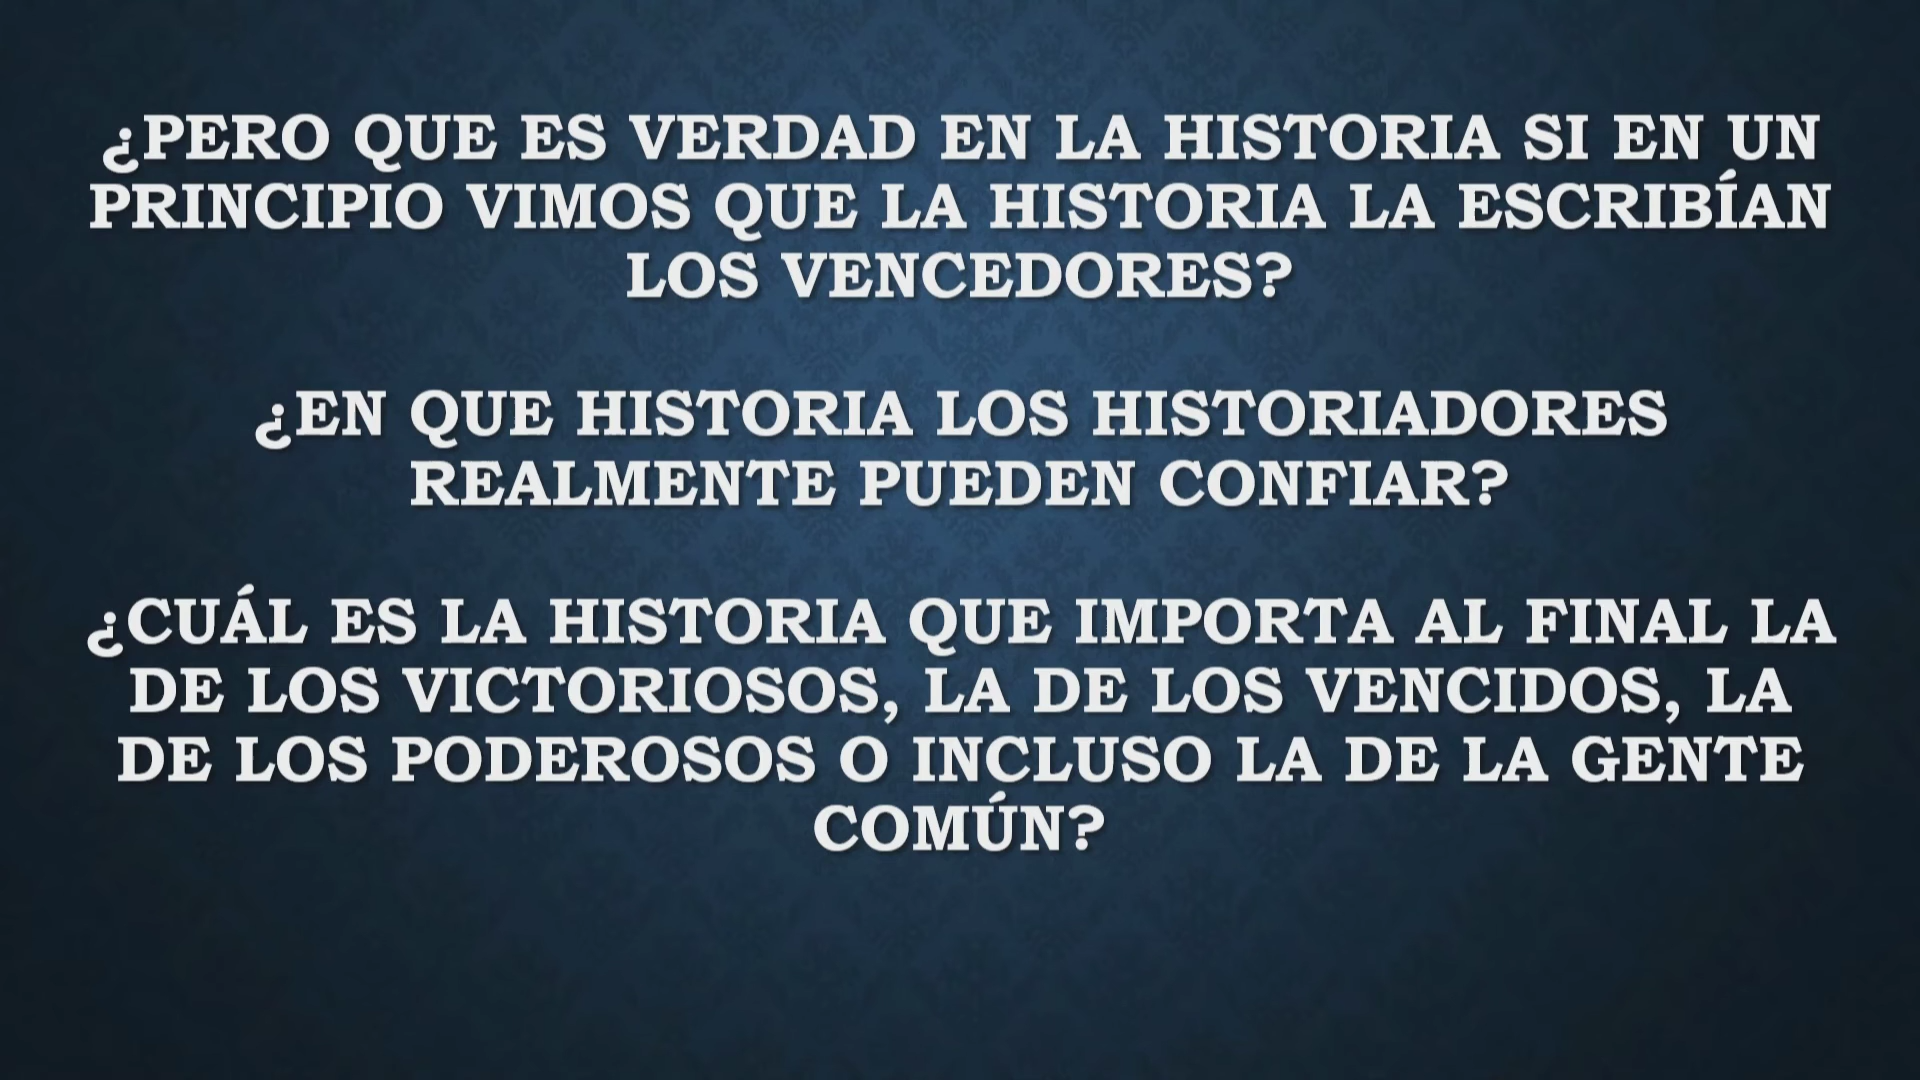 ¿PERO QUE ES VERDAD EN LA HISTORIA SI EN UN
PRINCIPIO VIMOS QUE LA HISTORIA LA ESCRIBÍAN
LOS VENCEDORES?
¿EN QUE HISTORIA LOS HISTORIADORES
REALMENTE PUEDEN CONFIAR?
¿CUÁL ES LA HISTORIA QUE IMPORTA AL FINAL LA
DE LOS VICTORIOSOS, LA DE LOS VENCIDOS, LA
DE LOS PODEROSOS O INCLUSO LA DE LA GENTE
COMÚN?